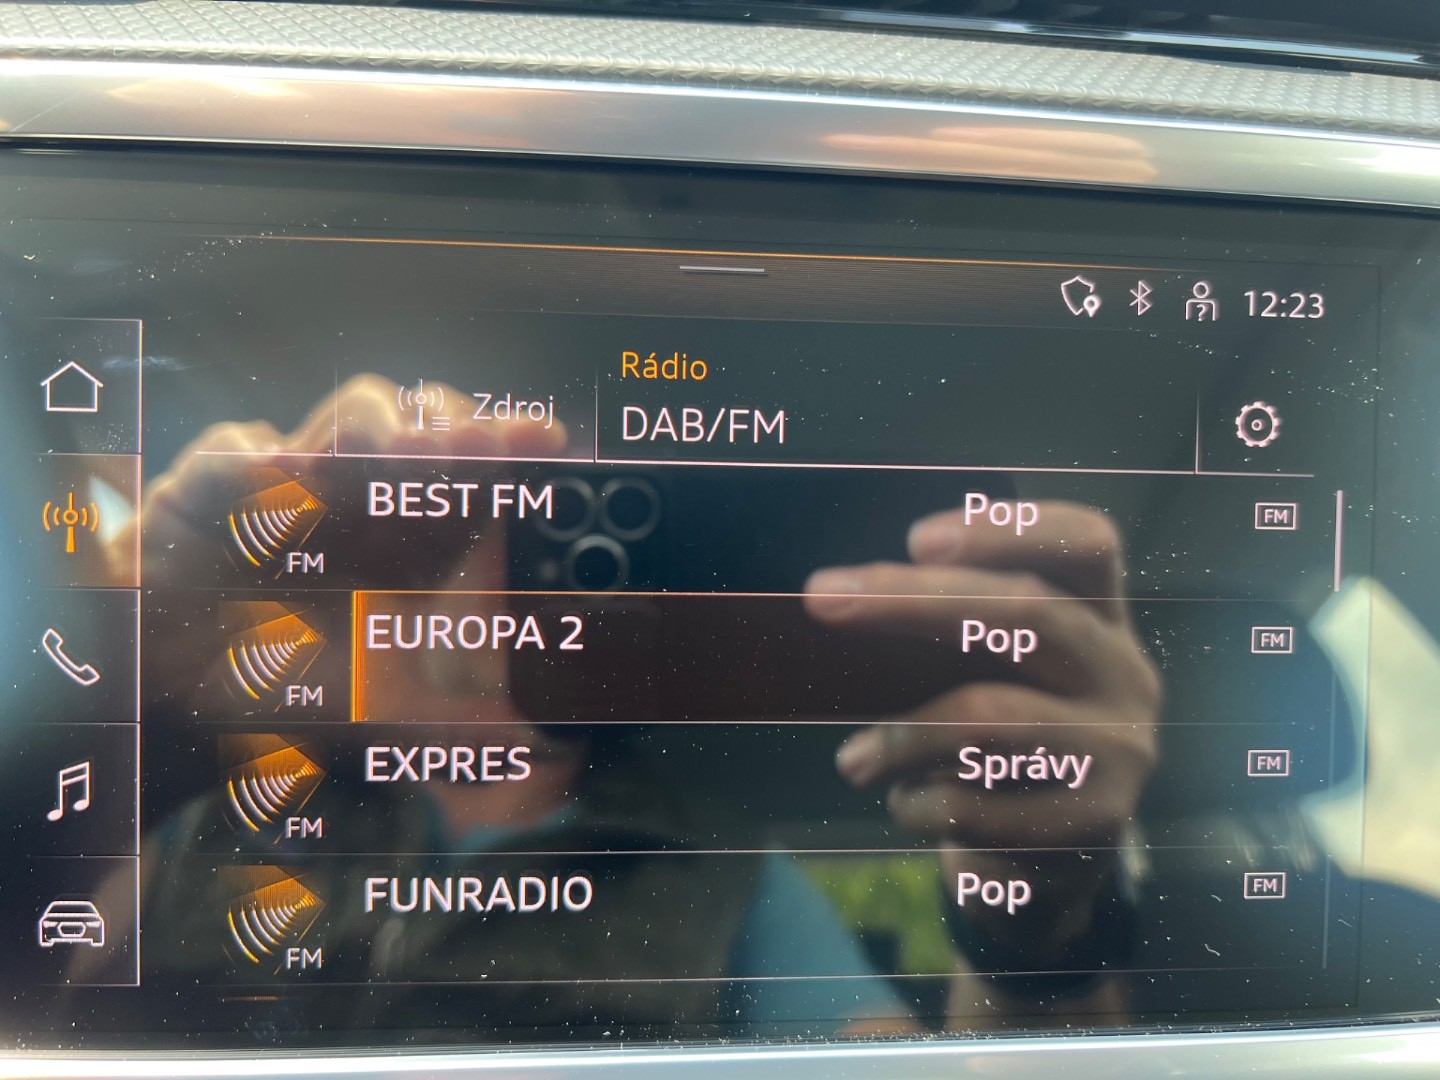 12:23
Rádio
Zdroj
DAB/FM
BEST FM Pop FM
FM
EUROPA 2 Pop FM
FM
EXPRES Správy FM
FM
FUNRADIO Pop FM
FM